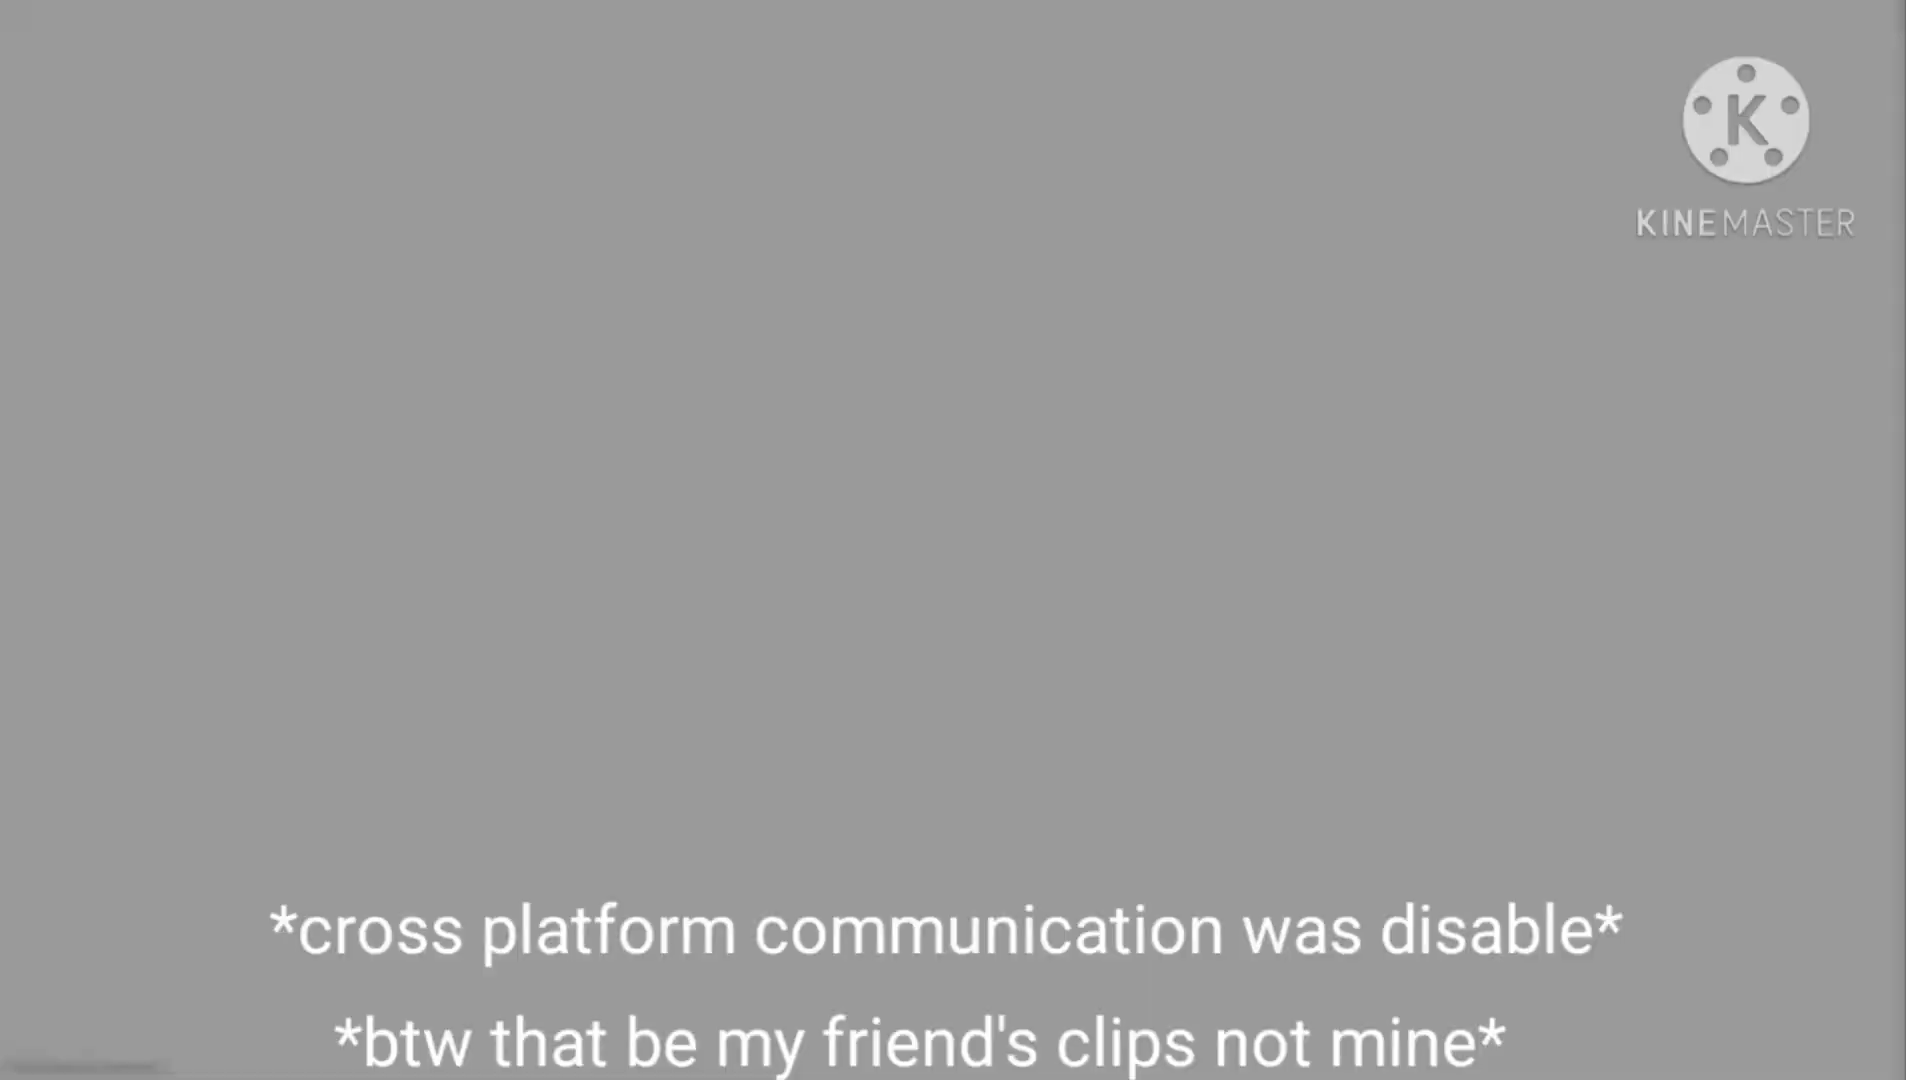 K
KINEMASTER
*cross platform communication was disable*
*btw that be my friend's clips not mine*